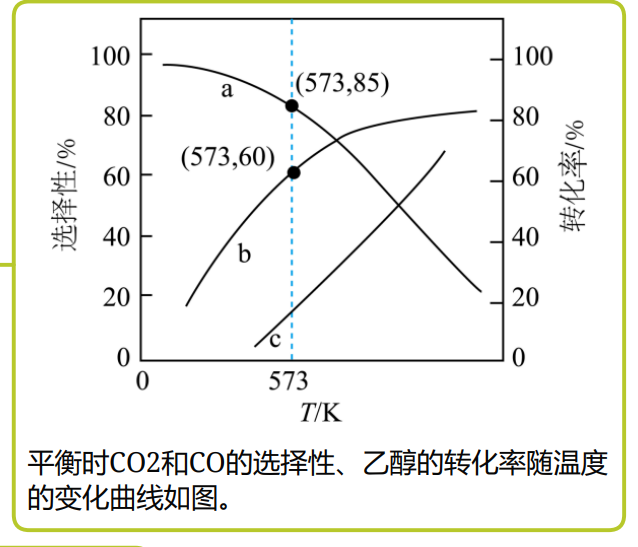 100
80
60
40
20
0
选择性/%
a
(573,85)
(573,60)
b
c
100
80
60
40
20
0
转化率/%
0
573
T/K
平衡时CO2和CO的选择性、乙醇的转化率随温度
的变化曲线如图。